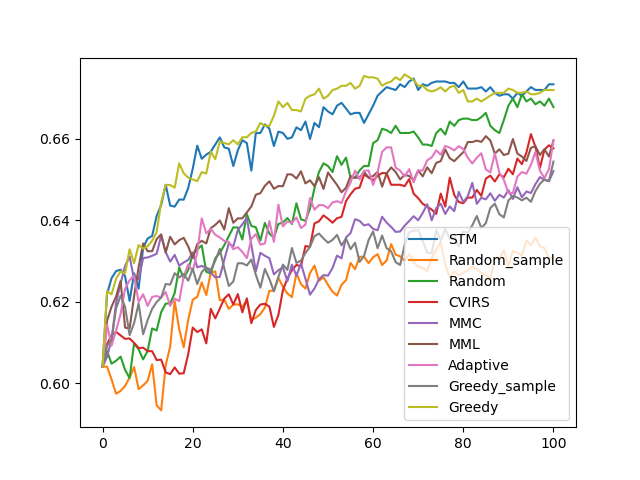 0.66
0.64
0.62
0.60
0
20
40
60
80
100
STM
Random_sample
Random
CVIRS
MMC
MML
Adaptive
Greedy_sample
Greedy